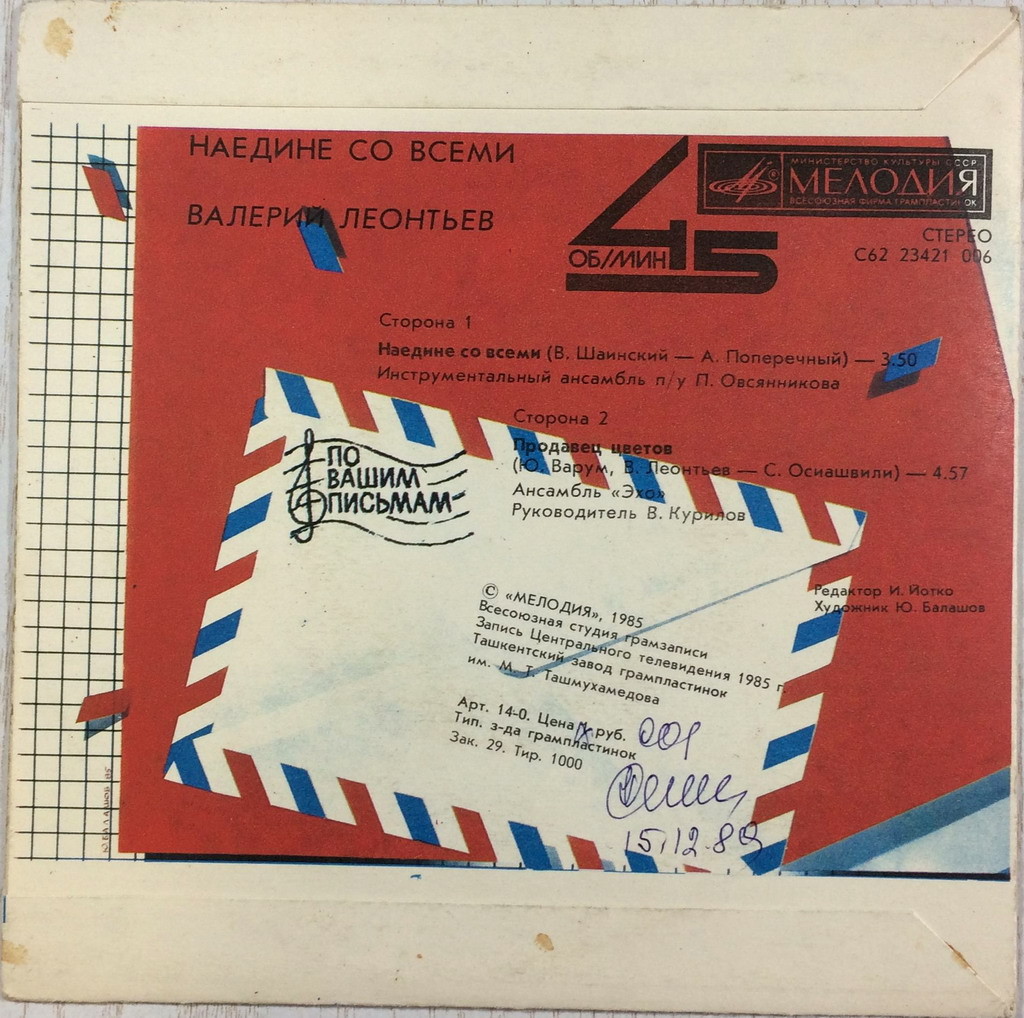 НАЕДИНЕ СО ВСЕМИ
ВАЛЕРИЙ ЛЕОНТЬЕВ
45
ОБ/МИН
МИНИСТЕРСТВО КУЛЬТУРЫ СССР
МЕЛОДИЯ
ВСЕСОЮЗНАЯ ФИРМА ГРАМПЛАСТИНОК
СТЕРЕО
С62 23421 006
Сторона 1
Наедине со всеми (В. Шаинский — А. Поперечный) — 3.50
Инструментальный ансамбль п/у П. Овсянникова
Сторона 2
Продавец цветов
(Ю. Варум, В. Леонтьев — С. Осиашвили) — 4.57
Ансамбль «Эхо»
Руководитель В. Курилов
ПО
ВАШИМ
ПИСЬМАМ
Редактор И. Йотко
Художник Ю. Балашов
© «МЕЛОДИЯ», 1985
Всесоюзная студия грамзаписи
Запись Центрального телевидения 1985 г.
Ташкентский завод грампластинок
им. М. Т. Ташмухамедова
Арт. 14-0. Цена руб.
Тип. з-да грампластинок
Зак. 29. Тир. 1000
15.12.89
Ю. БАЛАШОВ 85